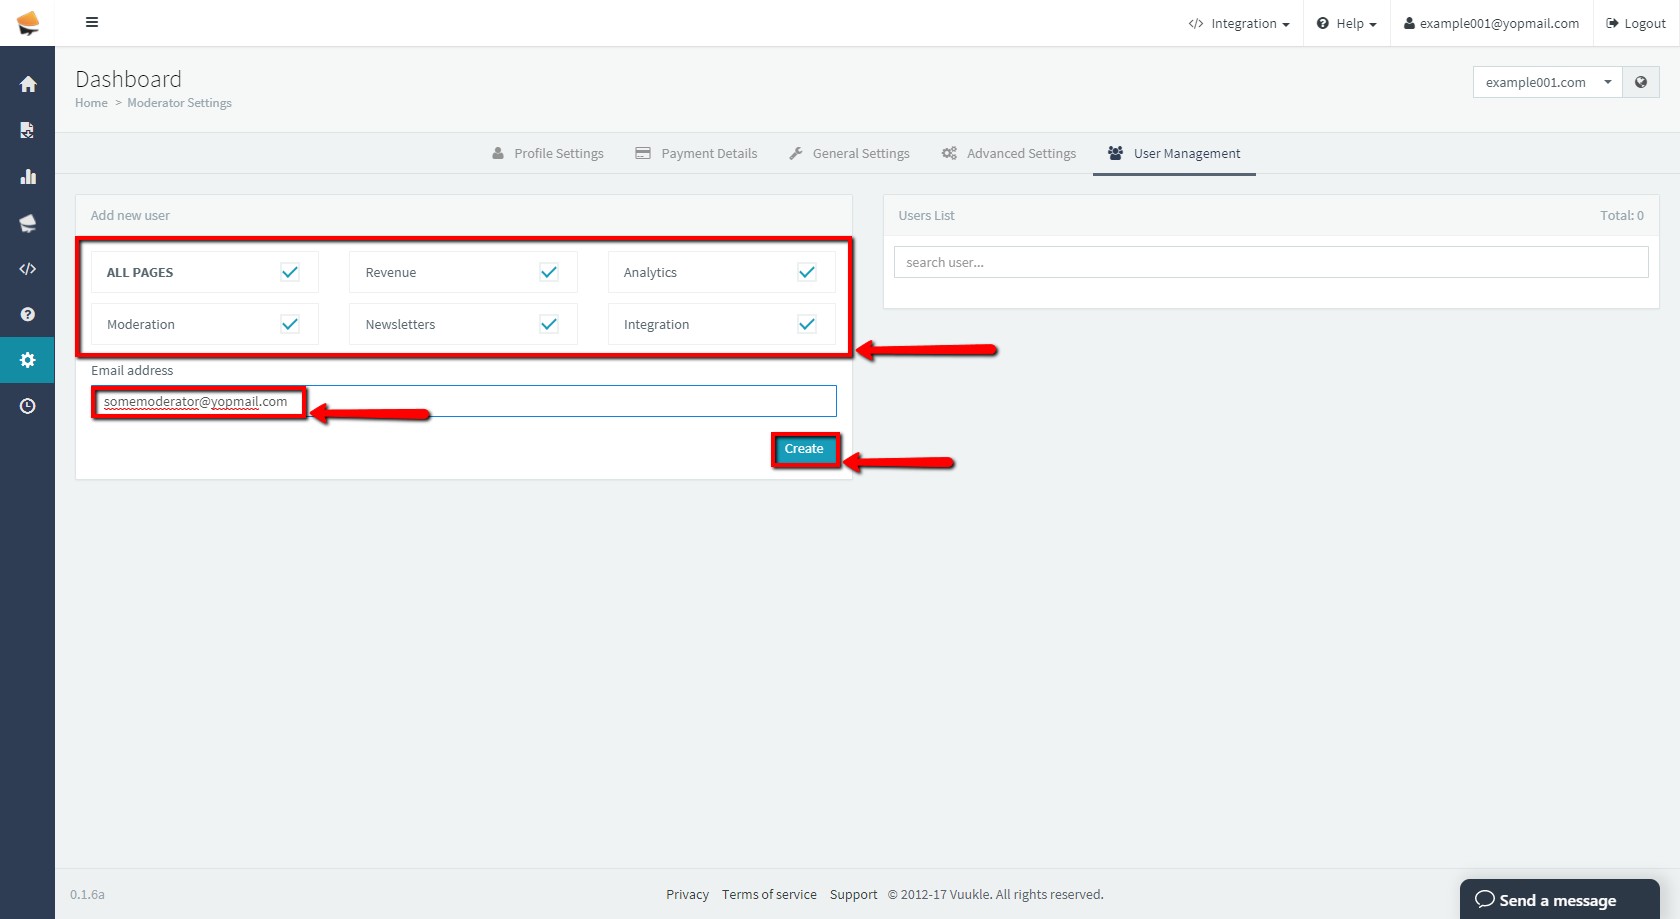 Integration
Help
example001@yopmail.com
Logout
Dashboard
Home > Moderator Settings
example001.com
Profile Settings
Payment Details
General Settings
Advanced Settings
User Management
Add new user
ALL PAGES
Revenue
Analytics
Moderation
Newsletters
Integration
Email address
somemoderator@yopmail.com
Create
Users List
Total: 0
search user...
0.1.6a
Privacy Terms of service Support © 2012-17 Vuukle. All rights reserved.
Send a message